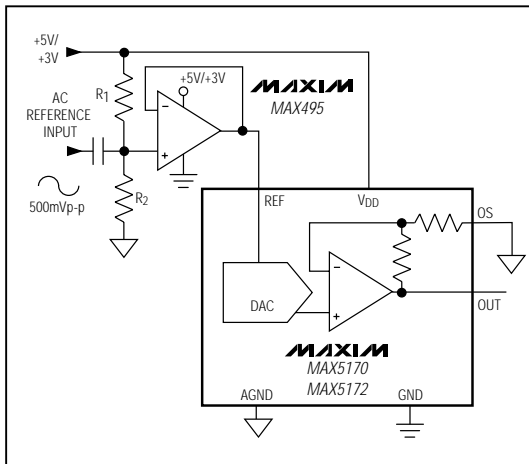 +5V/
+3V
R1
+5V/+3V
MAXIM
MAX495
AC
REFERENCE
INPUT
-
+
R2
500mVp-p
REF
VDD
OS
-
DAC
+
OUT
MAXIM
MAX5170
MAX5172
AGND
GND